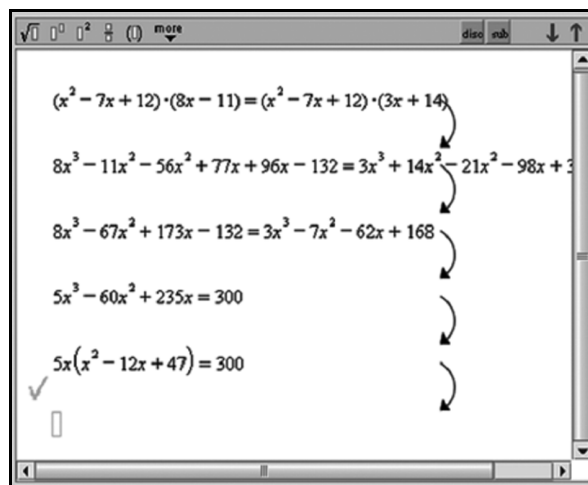 more disc sub
(x² − 7x + 12)·(8x − 11) = (x² − 7x + 12)·(3x + 14)
8x³ − 11x² − 56x² + 77x + 96x − 132 = 3x³ + 14x² − 21x² − 98x + 3
8x³ − 67x² + 173x − 132 = 3x³ − 7x² − 62x + 168
5x³ − 60x² + 235x = 300
5x(x² − 12x + 47) = 300